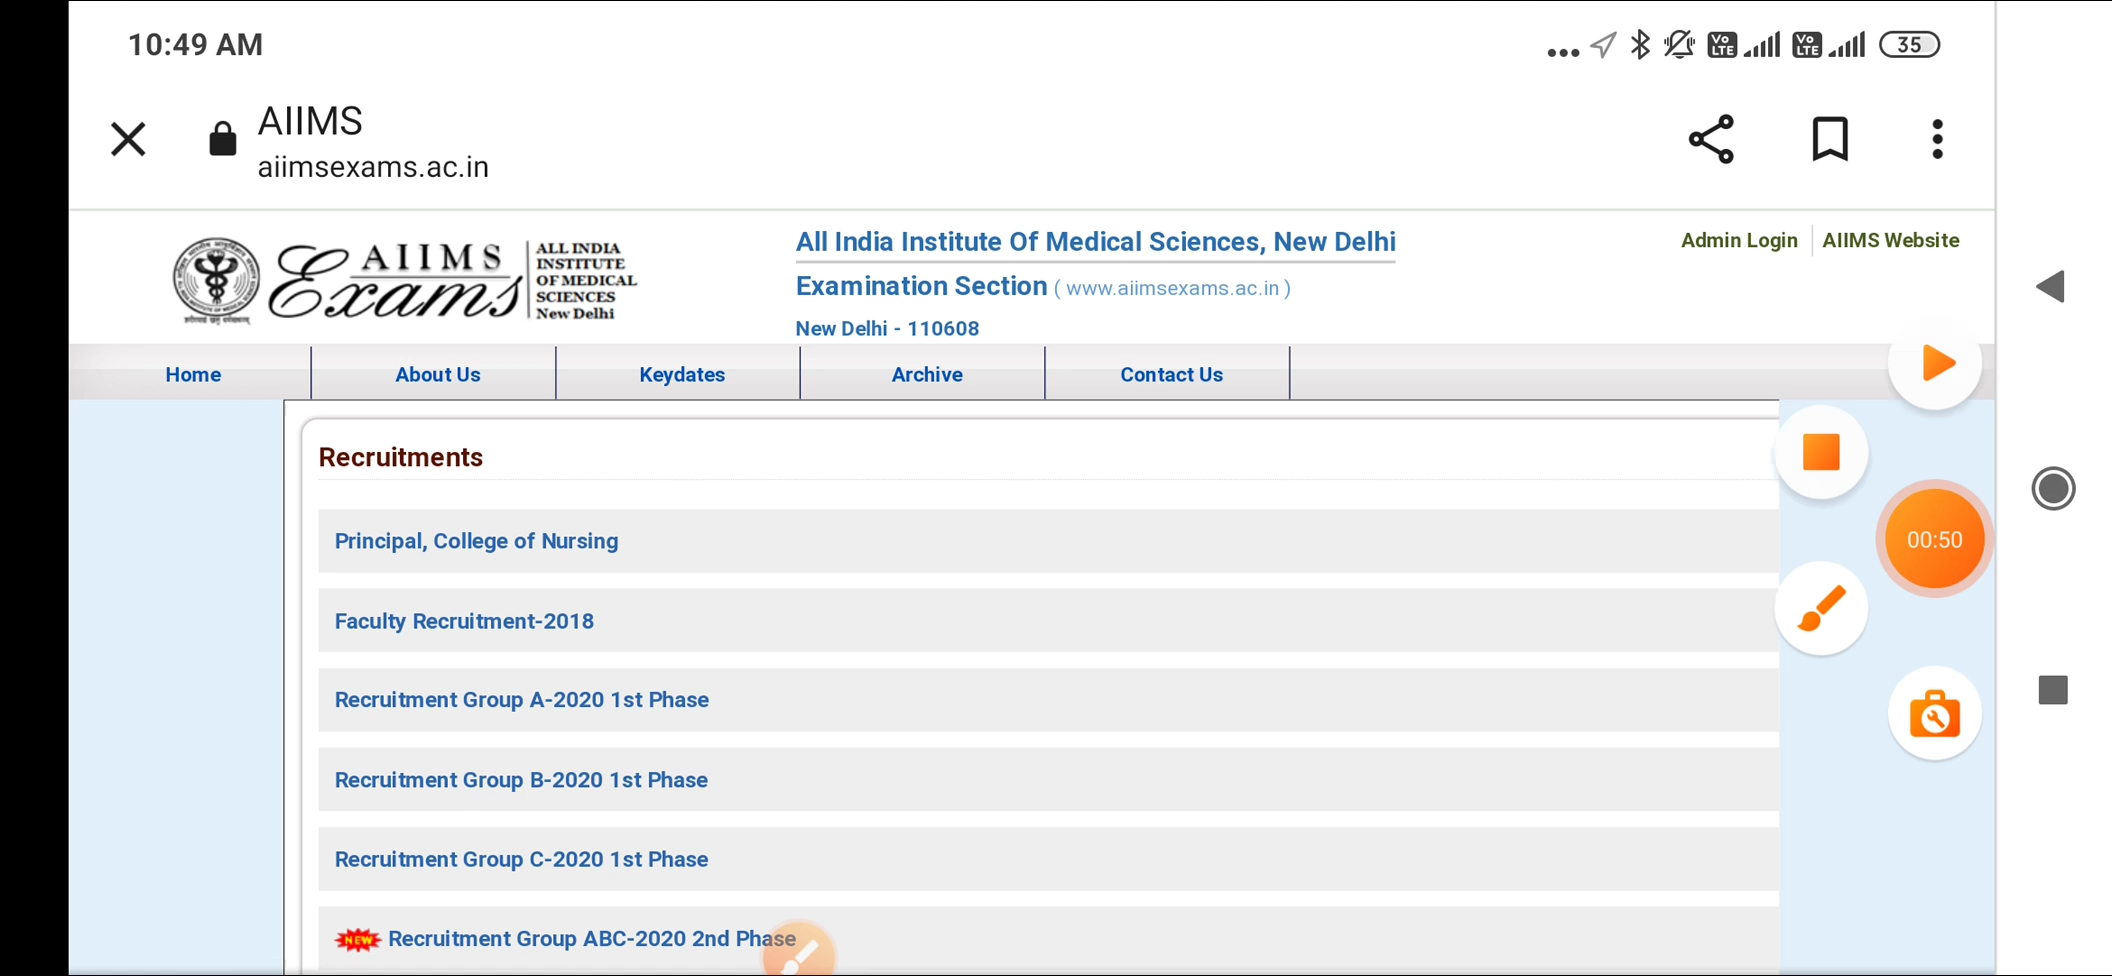 10:49 AM
Vo LTE Vo LTE 35
AIIMS
aiimsexams.ac.in
AIIMS
Exams
ALL INDIA
INSTITUTE
OF MEDICAL
SCIENCES
New Delhi
All India Institute Of Medical Sciences, New Delhi
Examination Section ( www.aiimsexams.ac.in )
New Delhi - 110608
Admin Login AIIMS Website
Home About Us Keydates Archive Contact Us
Recruitments
Principal, College of Nursing
Faculty Recruitment-2018
00:50
Recruitment Group A-2020 1st Phase
Recruitment Group B-2020 1st Phase
Recruitment Group C-2020 1st Phase
NEW Recruitment Group ABC-2020 2nd Phase